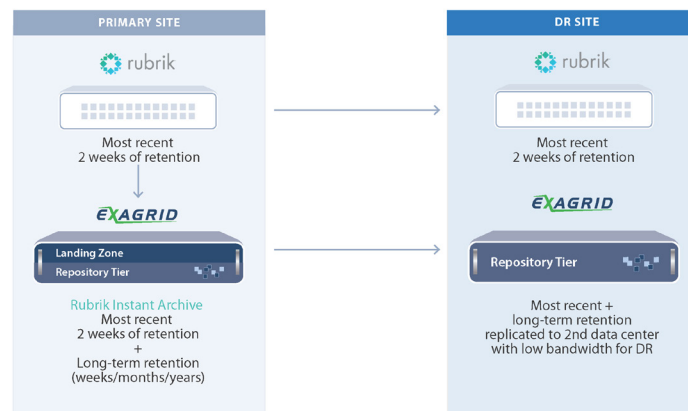 PRIMARY SITE
rubrik
Most recent
2 weeks of retention
EXAGRID
Landing Zone
Repository Tier
Rubrik Instant Archive
Most recent
2 weeks of retention
+
Long-term retention
(weeks/months/years)
DR SITE
rubrik
Most recent
2 weeks of retention
EXAGRID
Repository Tier
Most recent +
long-term retention
replicated to 2nd data center
with low bandwidth for DR